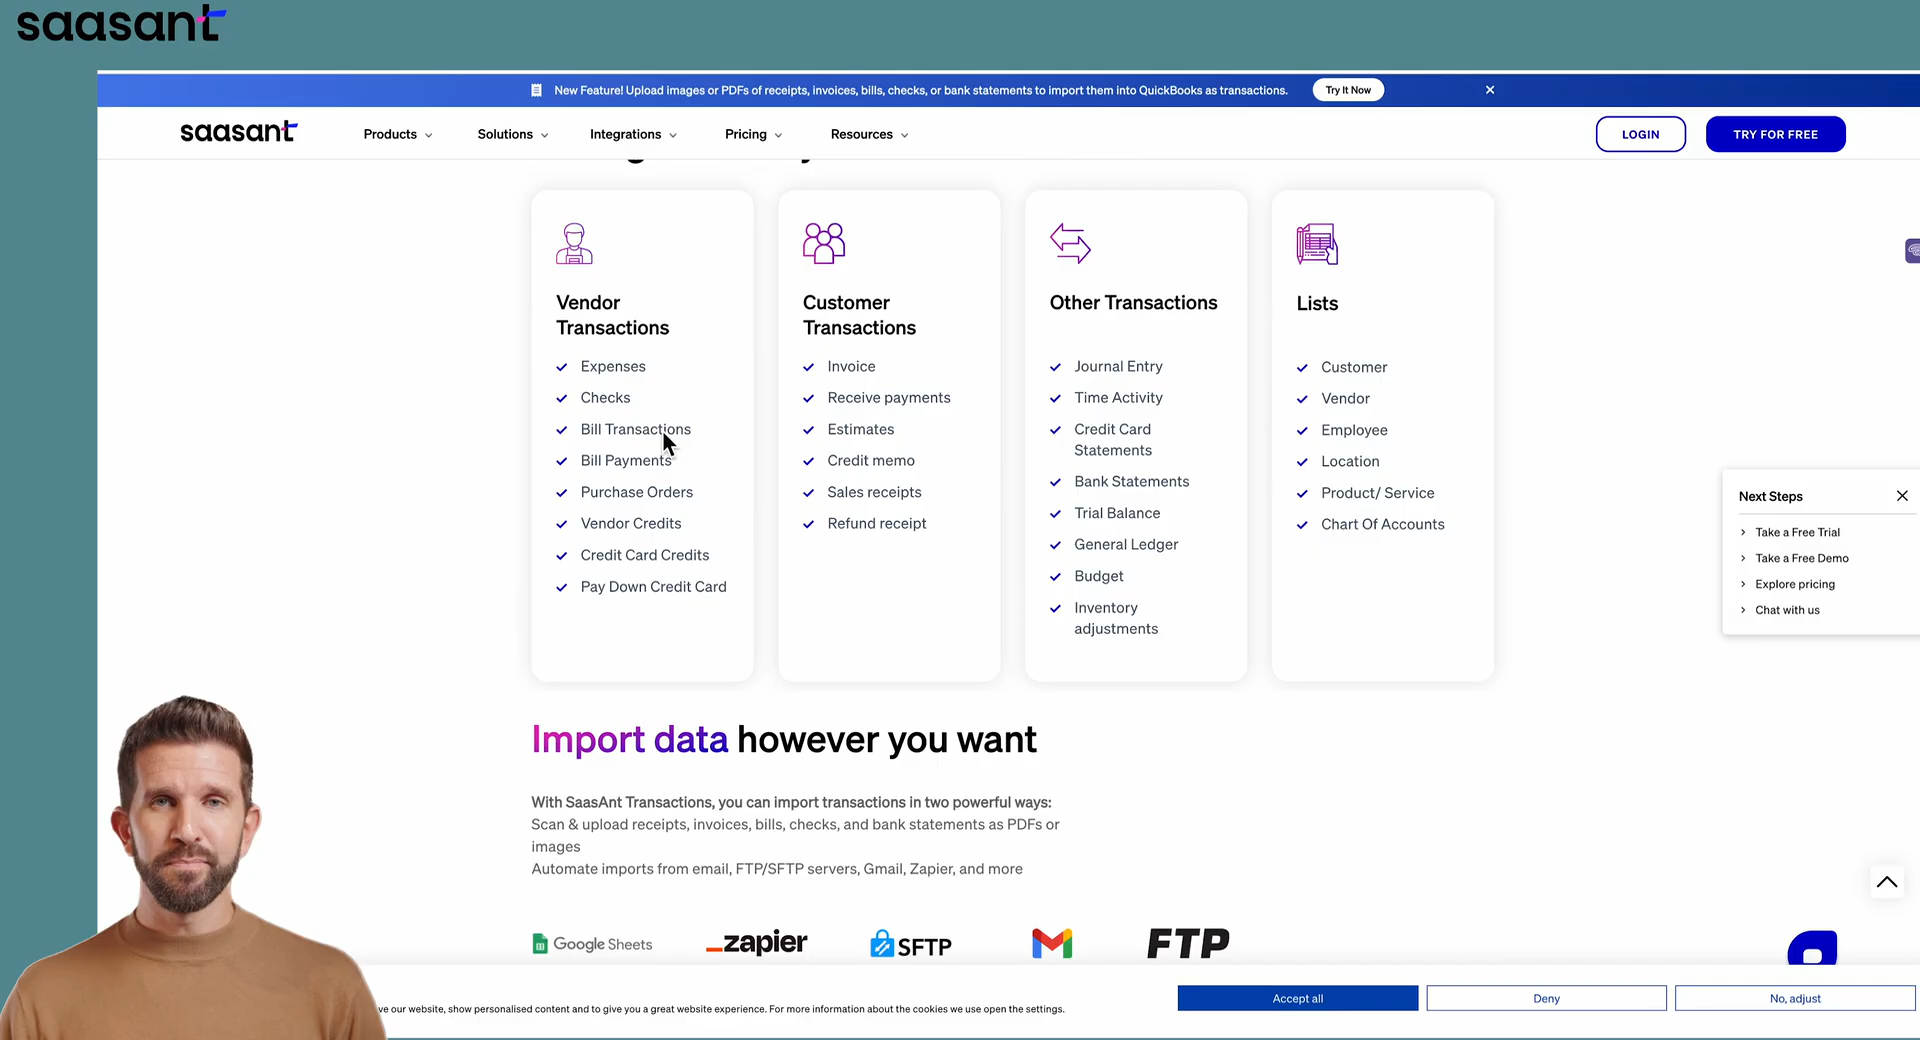 saasant
New Feature! Upload images or PDFs of receipts, invoices, bills, checks, or bank statements to import them into QuickBooks as transactions.
Try It Now
saasant
Products
Solutions
Integrations
Pricing
Resources
LOGIN
TRY FOR FREE
Vendor
Transactions
Expenses
Checks
Bill Transactions
Bill Payments
Purchase Orders
Vendor Credits
Credit Card Credits
Pay Down Credit Card
Customer
Transactions
Invoice
Receive payments
Estimates
Credit memo
Sales receipts
Refund receipt
Other Transactions
Journal Entry
Time Activity
Credit Card
Statements
Bank Statements
Trial Balance
General Ledger
Budget
Inventory
adjustments
Lists
Customer
Vendor
Employee
Location
Product/ Service
Chart Of Accounts
Next Steps
Take a Free Trial
Take a Free Demo
Explore pricing
Chat with us
Import data however you want
With SaasAnt Transactions, you can import transactions in two powerful ways:
Scan & upload receipts, invoices, bills, checks, and bank statements as PDFs or
images
Automate imports from email, FTP/SFTP servers, Gmail, Zapier, and more
Google Sheets
zapier
SFTP
FTP
ve our website, show personalised content and to give you a great website experience. For more information about the cookies we use open the settings.
Accept all
Deny
No, adjust